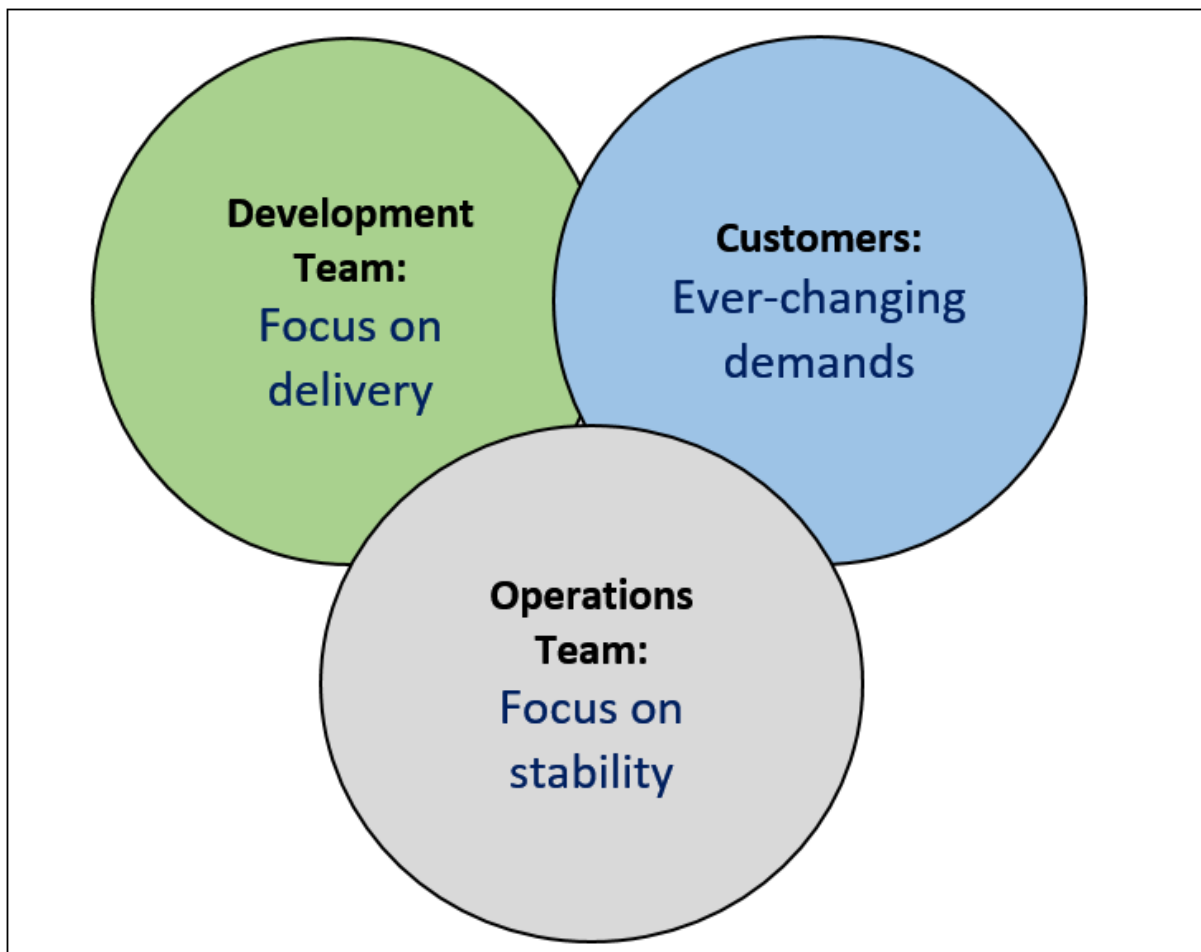 Development
Team:
Focus on
delivery
Customers:
Ever-changing
demands
Operations
Team:
Focus on
stability